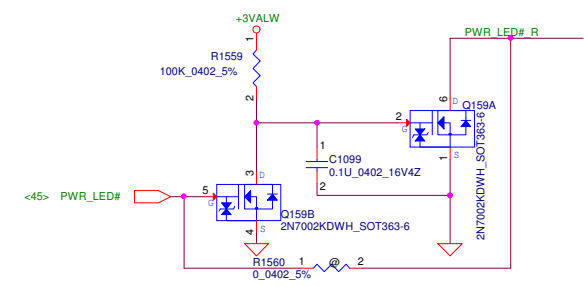 +3VALW
PWR_LED#_R
1
R1559
100K_0402_5%
2
6
D
Q159A
2
G
1
C1099
0.1U_0402_16V4Z
2
S
1
2N7002KDWH_SOT363-6
3
D
<45> PWR_LED#
5
G
Q159B
2N7002KDWH_SOT363-6
4
S
R1560
0_0402_5%
1
@
2